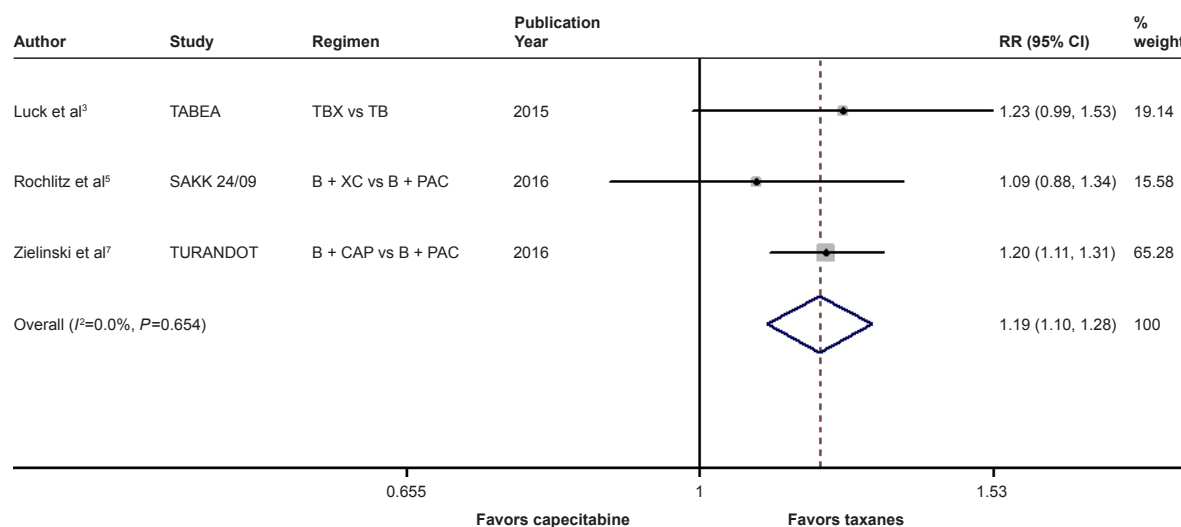 Author Study Regimen Publication Year RR (95% CI) % weight
Luck et al³ TABEA TBX vs TB 2015 1.23 (0.99, 1.53) 19.14
Rochlitz et al⁵ SAKK 24/09 B + XC vs B + PAC 2016 1.09 (0.88, 1.34) 15.58
Zielinski et al⁷ TURANDOT B + CAP vs B + PAC 2016 1.20 (1.11, 1.31) 65.28
Overall (I²=0.0%, P=0.654) 1.19 (1.10, 1.28) 100
0.655 1 1.53
Favors capecitabine Favors taxanes